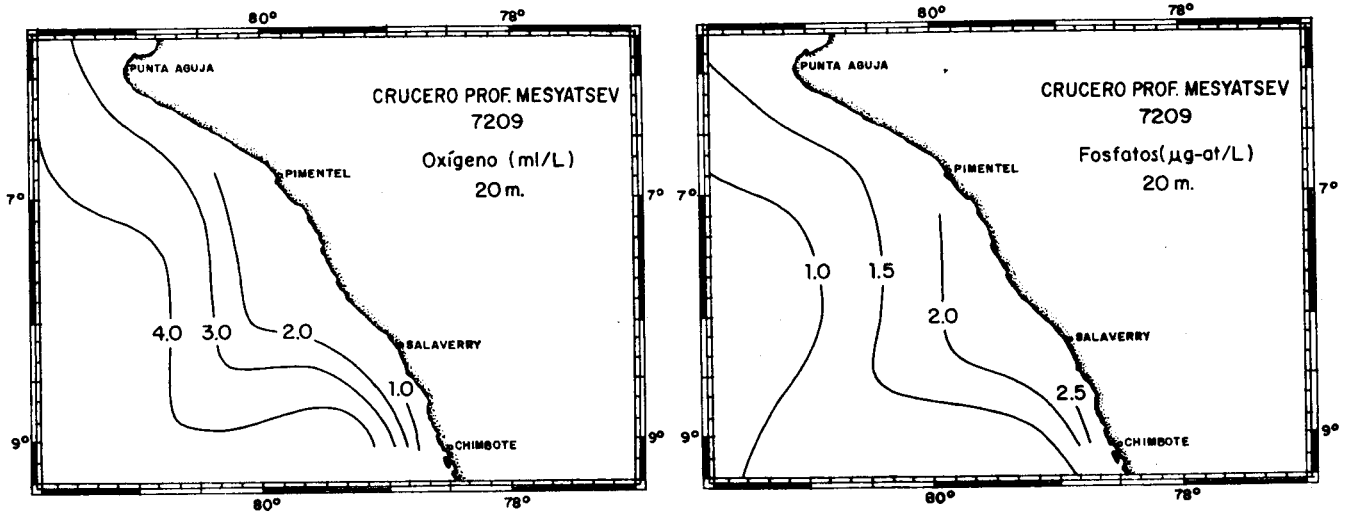 80° 78°
PUNTA AGUJA
CRUCERO PROF. MESYATSEV
7209
Oxígeno (ml/L)
20 m.
PIMENTEL
7° 7°
4.0 3.0 2.0
SALAVERRY
1.0
9° 9°
CHIMBOTE
80° 78°
80° 78°
PUNTA AGUJA
CRUCERO PROF. MESYATSEV
7209
Fosfatos(µg-at/L)
20 m.
PIMENTEL
7° 7°
1.0 1.5
2.0
SALAVERRY
2.5
9° 9°
CHIMBOTE
80° 78°